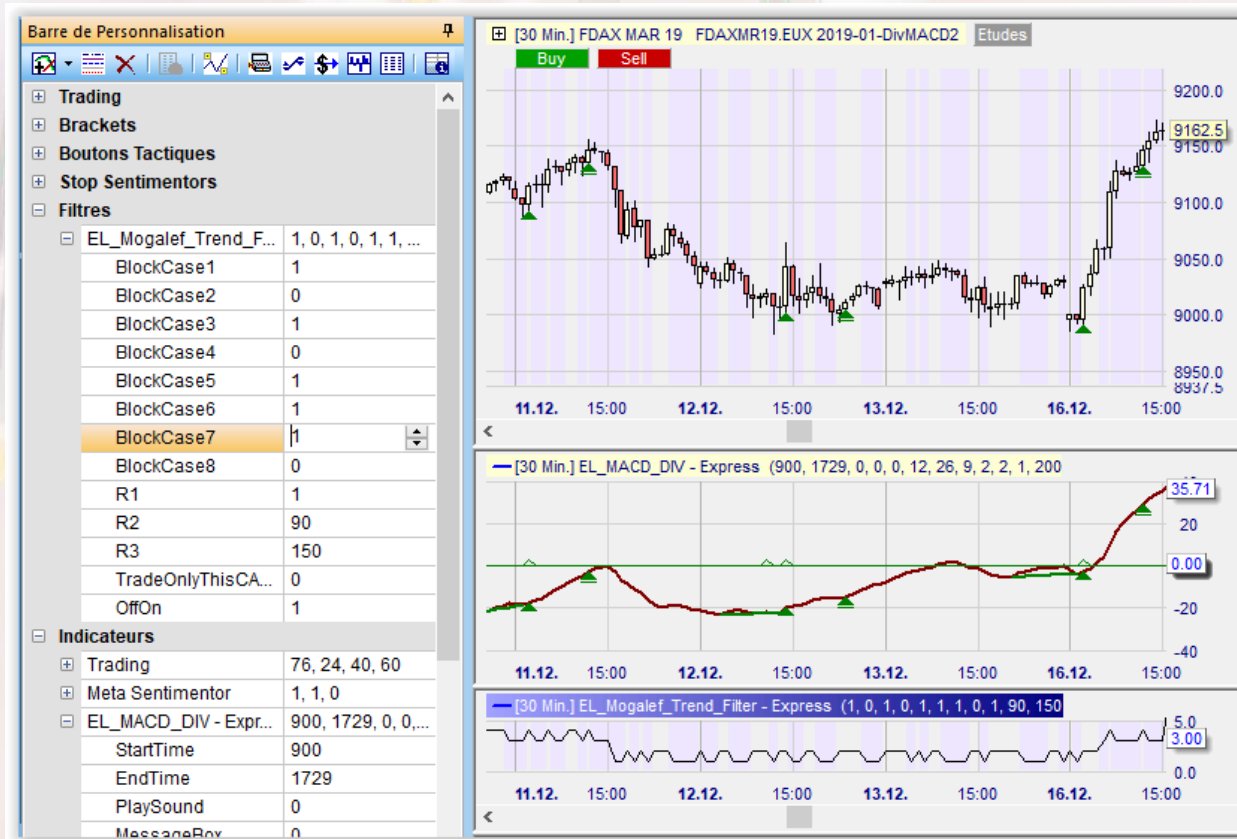 Barre de Personnalisation
Trading
Brackets
Boutons Tactiques
Stop Sentimentors
Filtres
EL_Mogalef_Trend_F... 1, 0, 1, 0, 1, 1, ...
BlockCase1 1
BlockCase2 0
BlockCase3 1
BlockCase4 0
BlockCase5 1
BlockCase6 1
BlockCase7 1
BlockCase8 0
R1 1
R2 90
R3 150
TradeOnlyThisCA... 0
OffOn 1
Indicateurs
Trading 76, 24, 40, 60
Meta Sentimentor 1, 1, 0
EL_MACD_DIV - Expr... 900, 1729, 0, 0,...
StartTime 900
EndTime 1729
PlaySound 0
MessageBox 0
[30 Min.] FDAX MAR 19 FDAXMR19.EUX 2019-01-DivMACD2 Etudes
Buy Sell
9200.0
9162.5
9150.0
9100.0
9050.0
9000.0
8950.0
8937.5
11.12. 15:00 12.12. 15:00 13.12. 15:00 16.12. 15:00
[30 Min.] EL_MACD_DIV - Express (900, 1729, 0, 0, 0, 12, 26, 9, 2, 2, 1, 200
35.71
20
0.00
-20
-40
11.12. 15:00 12.12. 15:00 13.12. 15:00 16.12. 15:00
[30 Min.] EL_Mogalef_Trend_Filter - Express (1, 0, 1, 0, 1, 1, 1, 0, 1, 90, 150
5.0
3.00
0.0
11.12. 15:00 12.12. 15:00 13.12. 15:00 16.12. 15:00